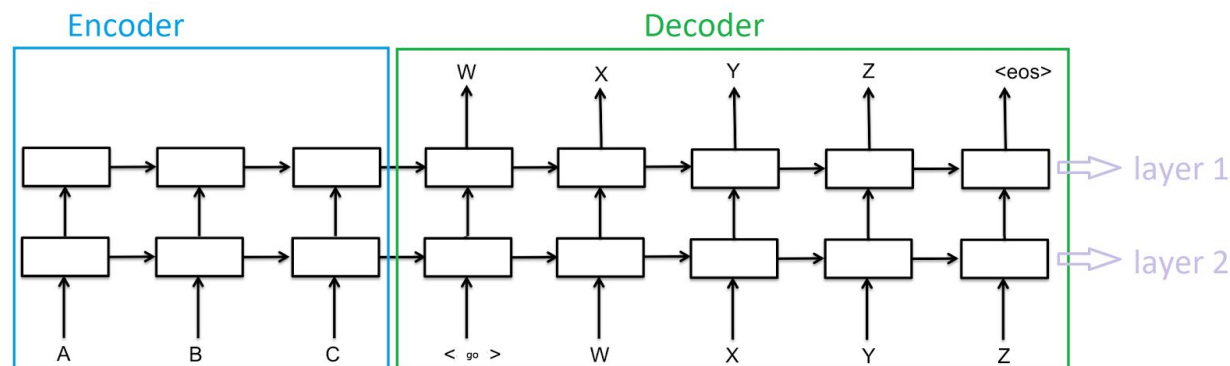 Encoder Decoder
W X Y Z <eos>
layer 1
layer 2
A B C < go > W X Y Z